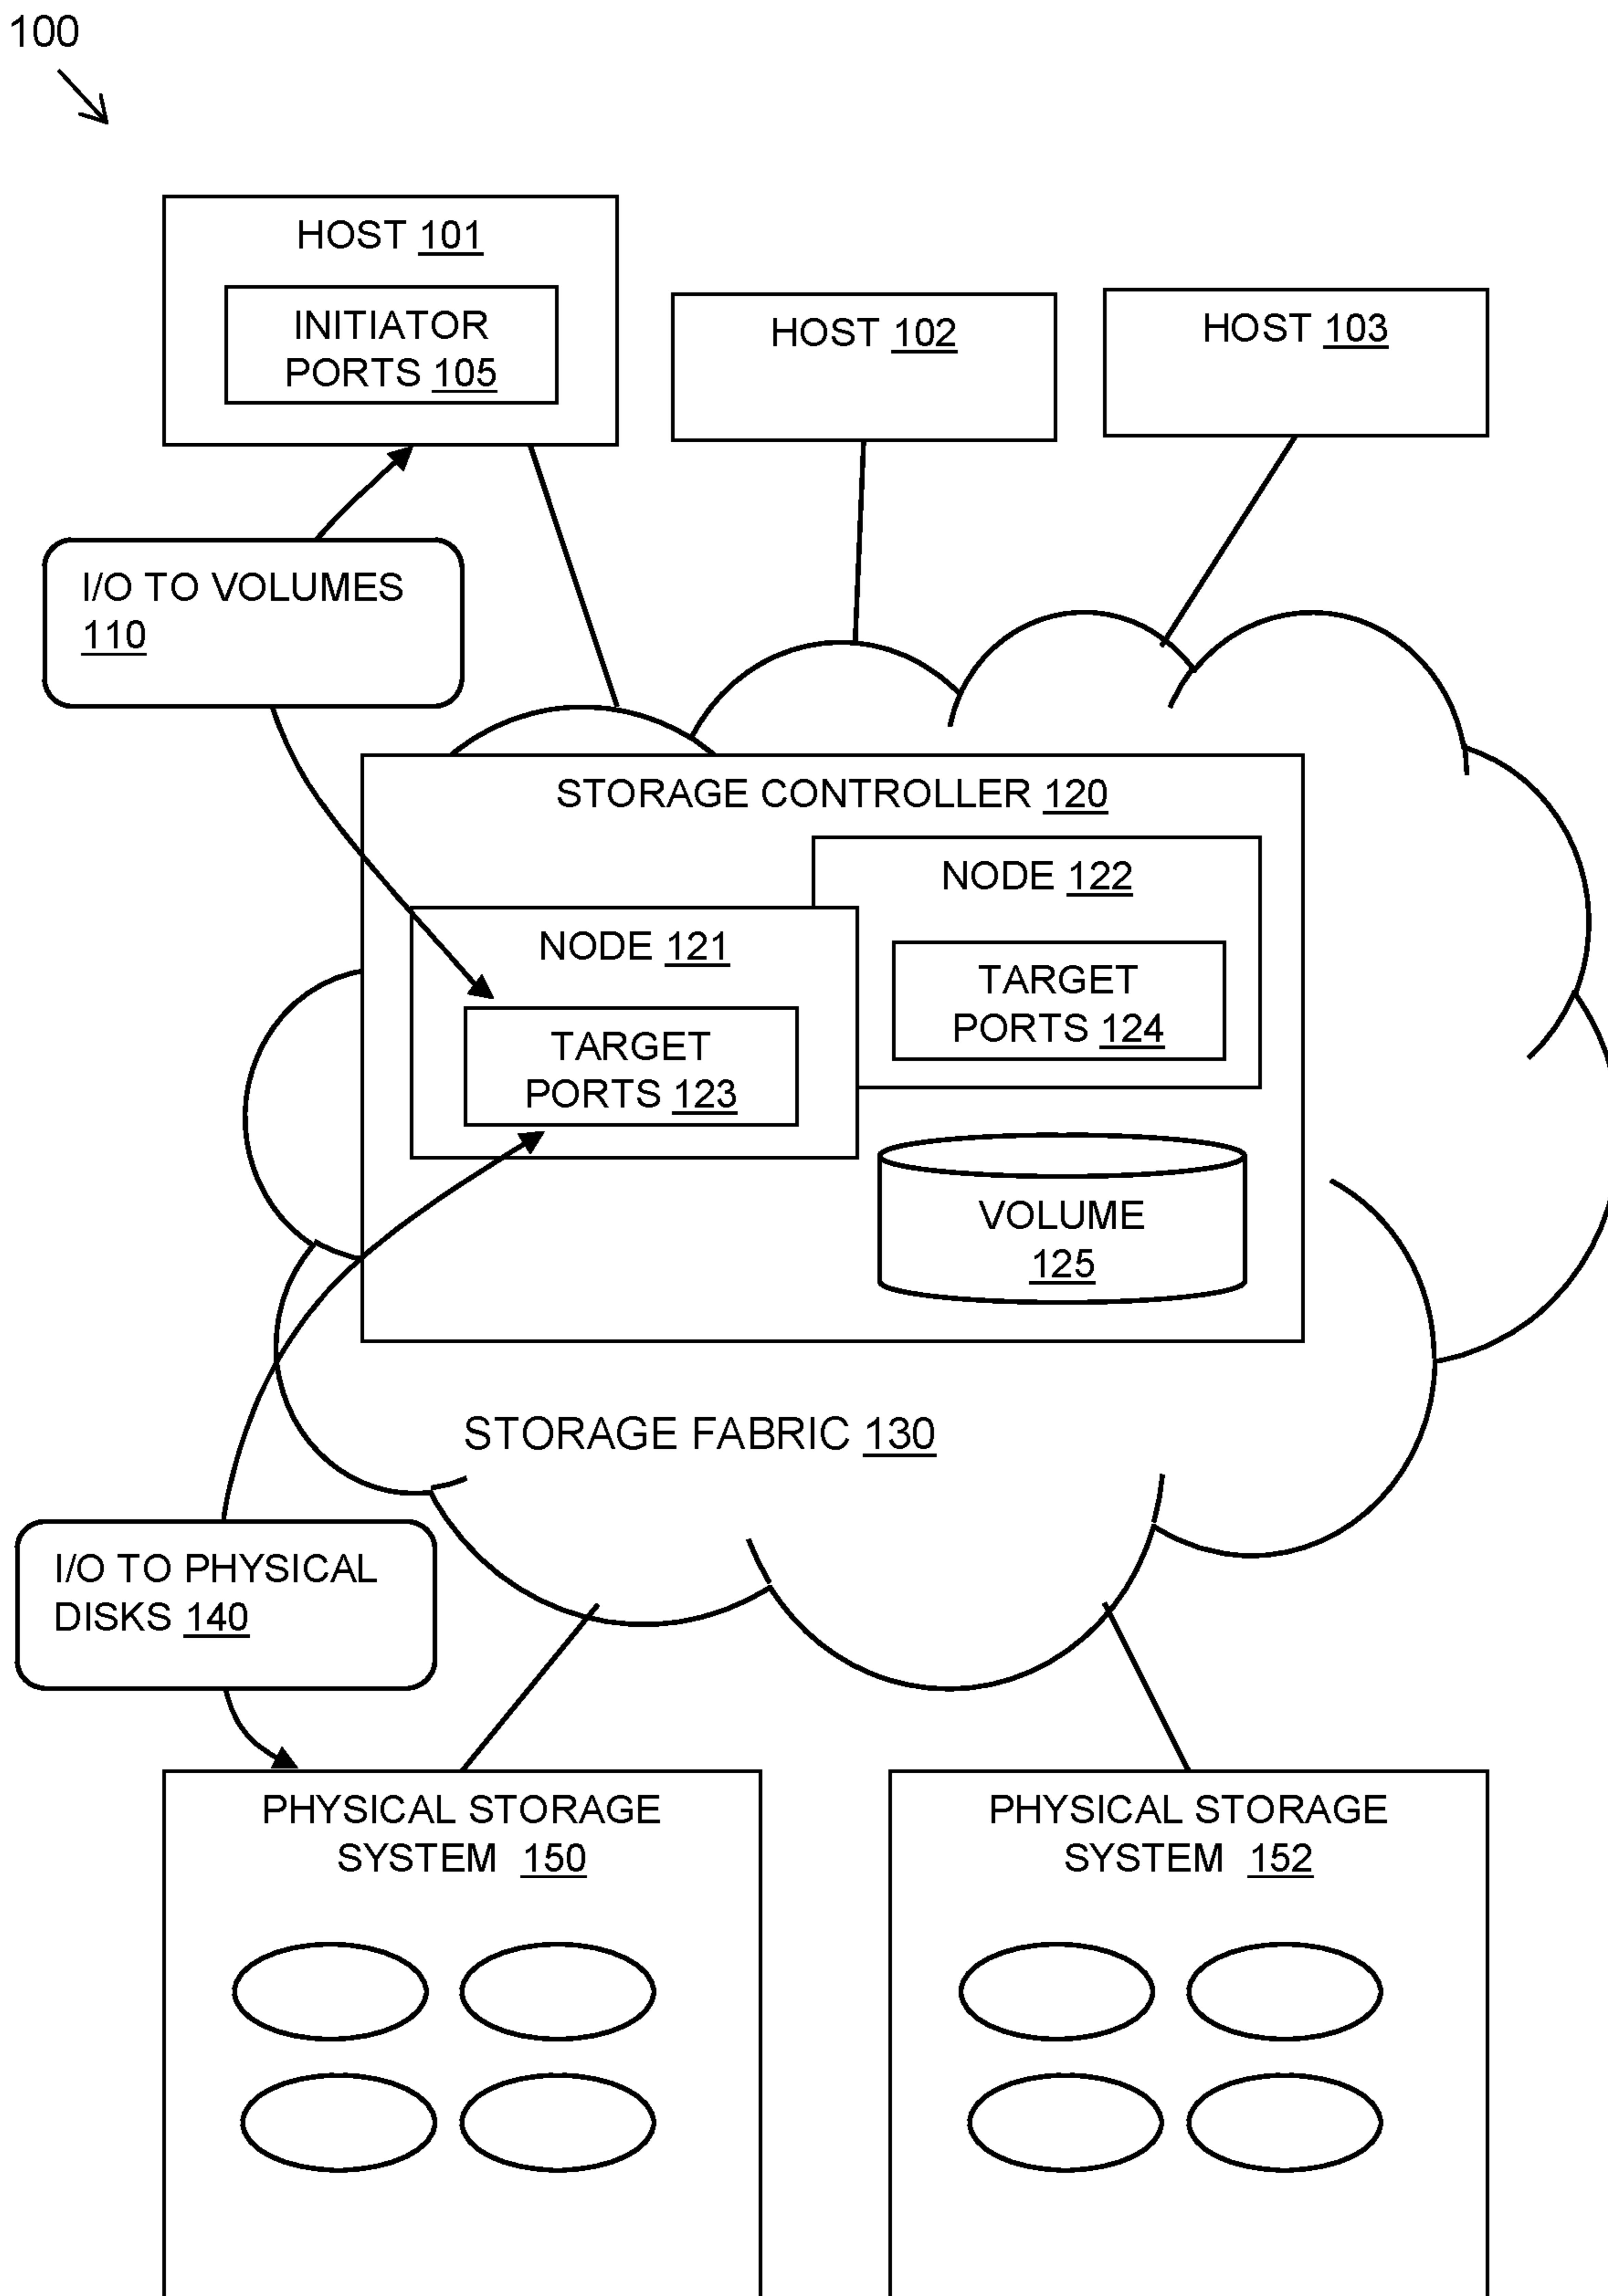 100
HOST 101
INITIATOR
PORTS 105
HOST 102
HOST 103
I/O TO VOLUMES
110
STORAGE CONTROLLER 120
NODE 122
NODE 121
TARGET
PORTS 124
TARGET
PORTS 123
VOLUME
125
STORAGE FABRIC 130
I/O TO PHYSICAL
DISKS 140
PHYSICAL STORAGE
SYSTEM 150
PHYSICAL STORAGE
SYSTEM 152